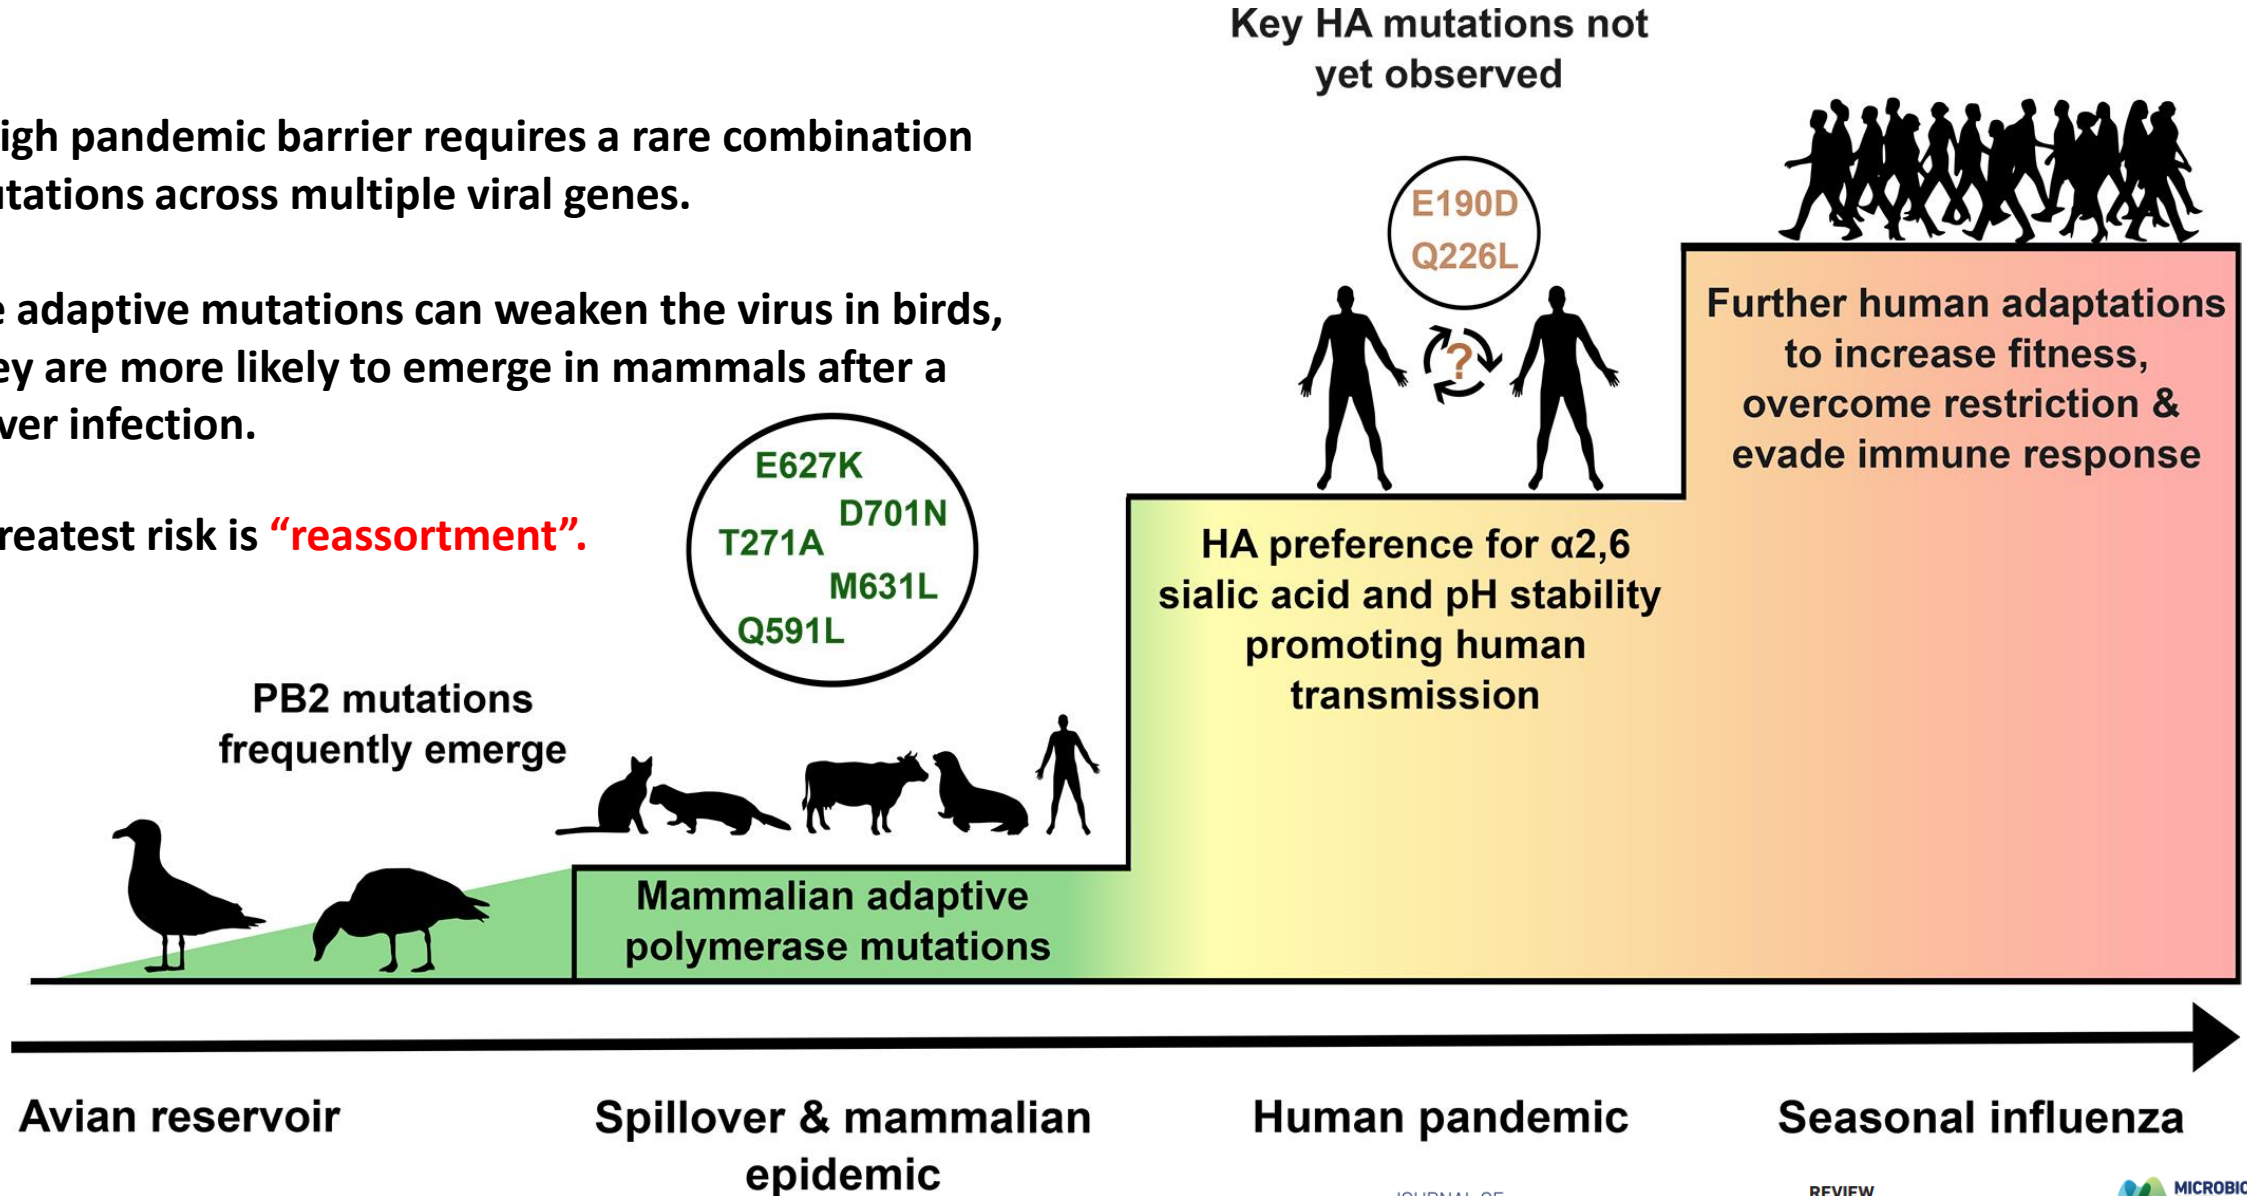 Key HA mutations not
yet observed
igh pandemic barrier requires a rare combination
utations across multiple viral genes.
e adaptive mutations can weaken the virus in birds,
ey are more likely to emerge in mammals after a
ver infection.
reatest risk is “reassortment”.
E190D
Q226L
?
Further human adaptations
to increase fitness,
overcome restriction &
evade immune response
E627K
D701N
T271A
M631L
Q591L
HA preference for α2,6
sialic acid and pH stability
promoting human
transmission
PB2 mutations
frequently emerge
Mammalian adaptive
polymerase mutations
Avian reservoir
Spillover & mammalian
epidemic
Human pandemic
Seasonal influenza
JOURNAL OF
REVIEW
MICROBIO